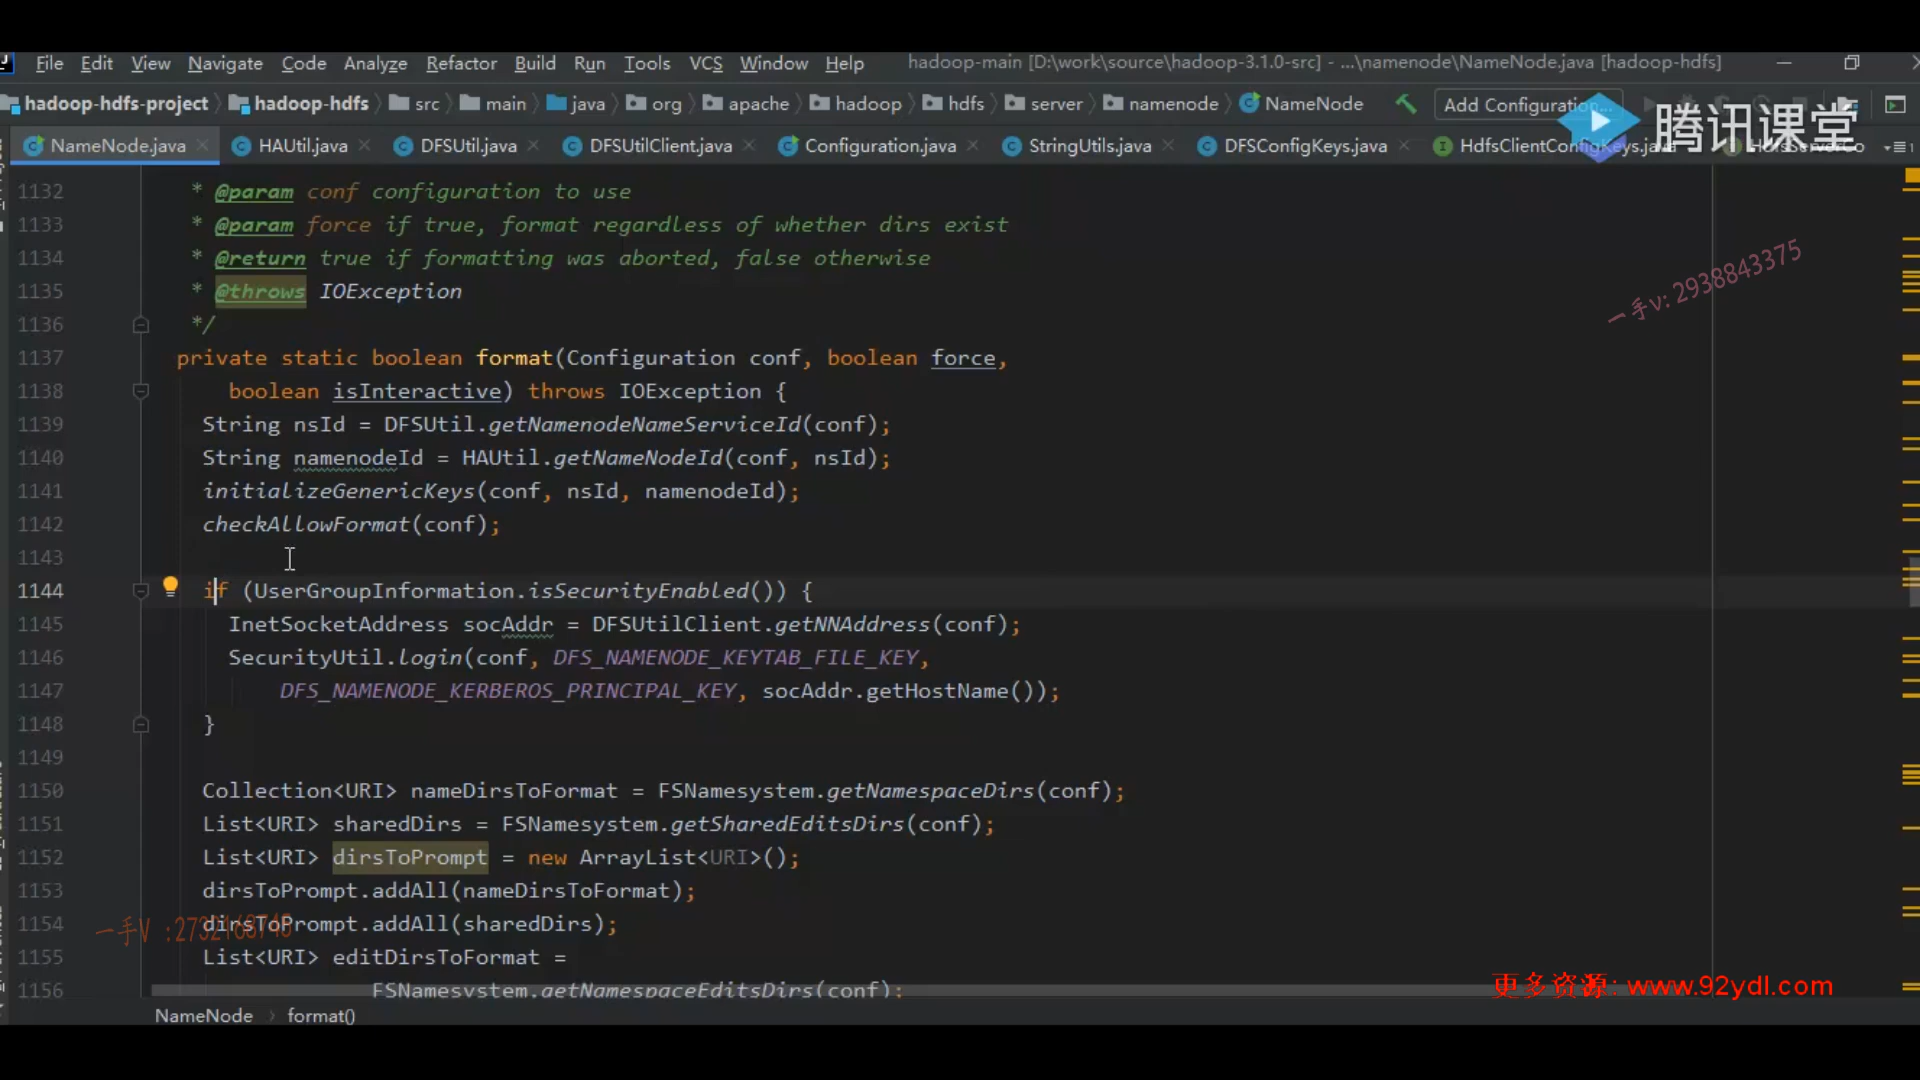 File Edit View Navigate Code Analyze Refactor Build Run Tools VCS Window Help hadoop-main [D:\work\source\hadoop-3.1.0-src] - ...\namenode\NameNode.java [hadoop-hdfs]
hadoop-hdfs-project hadoop-hdfs src main java org apache hadoop hdfs server namenode NameNode Add Configuration...
腾讯课堂
NameNode.java HAUtil.java DFSUtil.java DFSUtilClient.java Configuration.java StringUtils.java DFSConfigKeys.java HdfsClientConfigKeys.java
1132 * @param conf configuration to use
1133 * @param force if true, format regardless of whether dirs exist
1134 * @return true if formatting was aborted, false otherwise
1135 * @throws IOException
1136 */
一手v: 2938843375
1137 private static boolean format(Configuration conf, boolean force,
1138 boolean isInteractive) throws IOException {
1139 String nsId = DFSUtil.getNamenodeNameServiceId(conf);
1140 String namenodeId = HAUtil.getNameNodeId(conf, nsId);
1141 initializeGenericKeys(conf, nsId, namenodeId);
1142 checkAllowFormat(conf);
1143
1144 if (UserGroupInformation.isSecurityEnabled()) {
1145 InetSocketAddress socAddr = DFSUtilClient.getNNAddress(conf);
1146 SecurityUtil.login(conf, DFS_NAMENODE_KEYTAB_FILE_KEY,
1147 DFS_NAMENODE_KERBEROS_PRINCIPAL_KEY, socAddr.getHostName());
1148 }
1149
1150 Collection<URI> nameDirsToFormat = FSNamesystem.getNamespaceDirs(conf);
1151 List<URI> sharedDirs = FSNamesystem.getSharedEditsDirs(conf);
1152 List<URI> dirsToPrompt = new ArrayList<URI>();
1153 dirsToPrompt.addAll(nameDirsToFormat);
1154 dirsToPrompt.addAll(sharedDirs);
1155 List<URI> editDirsToFormat =
1156 FSNamesystem.getNamespaceEditsDirs(conf);
更多资源: www.92ydl.com
NameNode format()